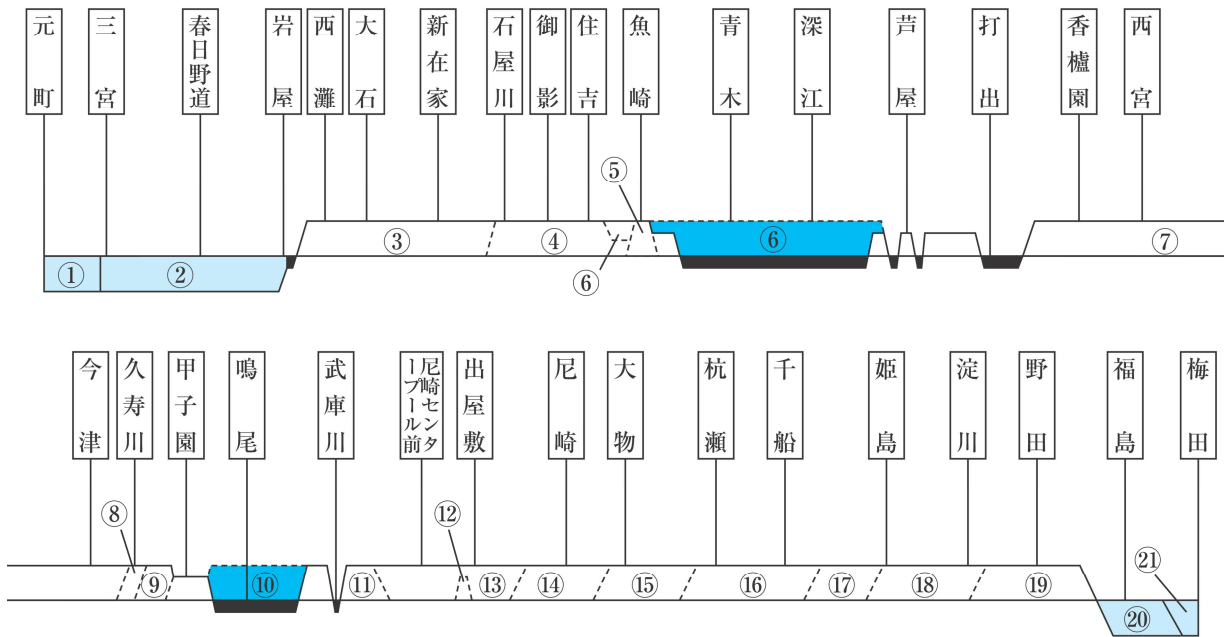 元町
三宮
春日野道
岩屋
西灘
大石
新在家
石屋川
御影
住吉
魚崎
青木
深江
芦屋
打出
香櫨園
西宮
①
②
③
④
⑤
⑥
⑥
⑦
今津
久寿川
甲子園
鳴尾
武庫川
尼崎センタ
ープール前
出屋敷
尼崎
大物
杭瀬
千船
姫島
淀川
野田
福島
梅田
⑧
⑨
⑩
⑪
⑫
⑬
⑭
⑮
⑯
⑰
⑱
⑲
⑳
㉑